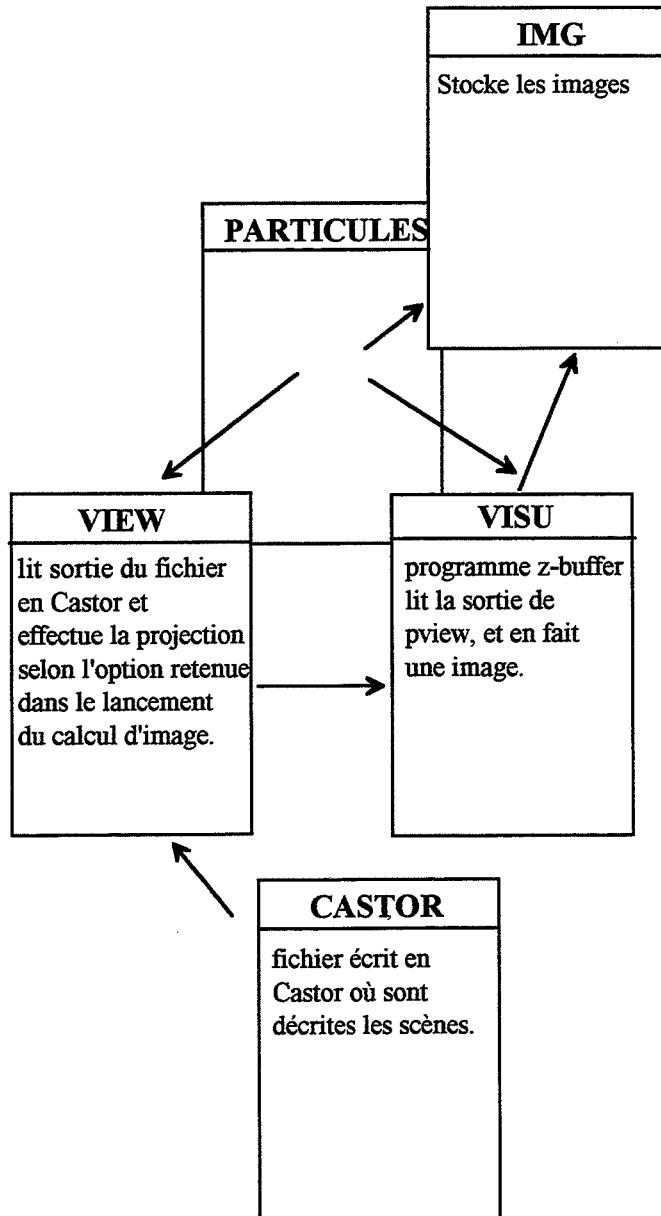 IMG
Stocke les images
PARTICULES
VIEW
lit sortie du fichier
en Castor et
effectue la projection
selon l'option retenue
dans le lancement
du calcul d'image.
VISU
programme z-buffer
lit la sortie de
pview, et en fait
une image.
CASTOR
fichier écrit en
Castor où sont
décrites les scènes.